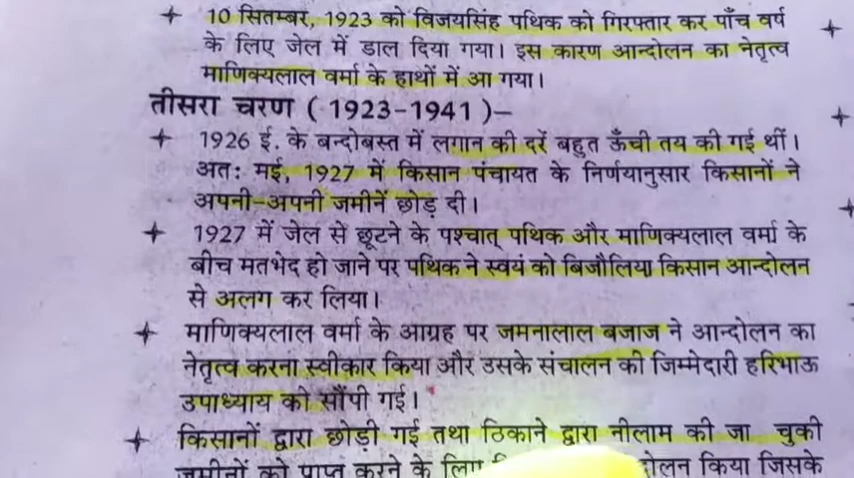 + 10 सितम्बर, 1923 को विजयसिंह पथिक को गिरफ्तार कर पाँच वर्ष
के लिए जेल में डाल दिया गया। इस कारण आन्दोलन का नेतृत्व
माणिक्यलाल वर्मा के हाथों में आ गया।
तीसरा चरण ( 1923-1941 )-
+ 1926 ई. के बन्दोबस्त में लगान की दरें बहुत ऊँची तय की गई थीं।
अतः मई, 1927 में किसान पंचायत के निर्णयानुसार किसानों ने
अपनी-अपनी जमीनें छोड़ दी।
+ 1927 में जेल से छूटने के पश्चात् पथिक और माणिक्यलाल वर्मा के
बीच मतभेद हो जाने पर पथिक ने स्वयं को बिजौलिया किसान आन्दोलन
से अलग कर लिया।
+ माणिक्यलाल वर्मा के आग्रह पर जमनालाल बजाज ने आन्दोलन का
नेतृत्व करना स्वीकार किया और उसके संचालन की जिम्मेदारी हरिभाऊ
उपाध्याय को सौंपी गई।
+ किसानों द्वारा छोड़ी गई तथा ठिकाने द्वारा नीलाम की जा चुकी
जमीनों को प्राप्त करने के लिए किया जिसके